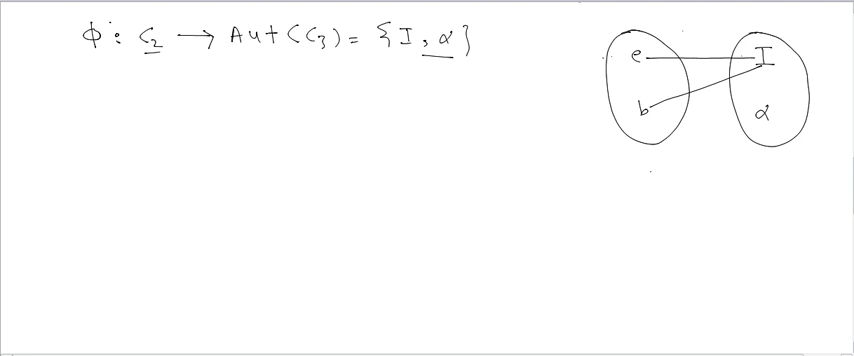 ϕ: C₂ → Aut(C₃) = {I, α}
e I
b α